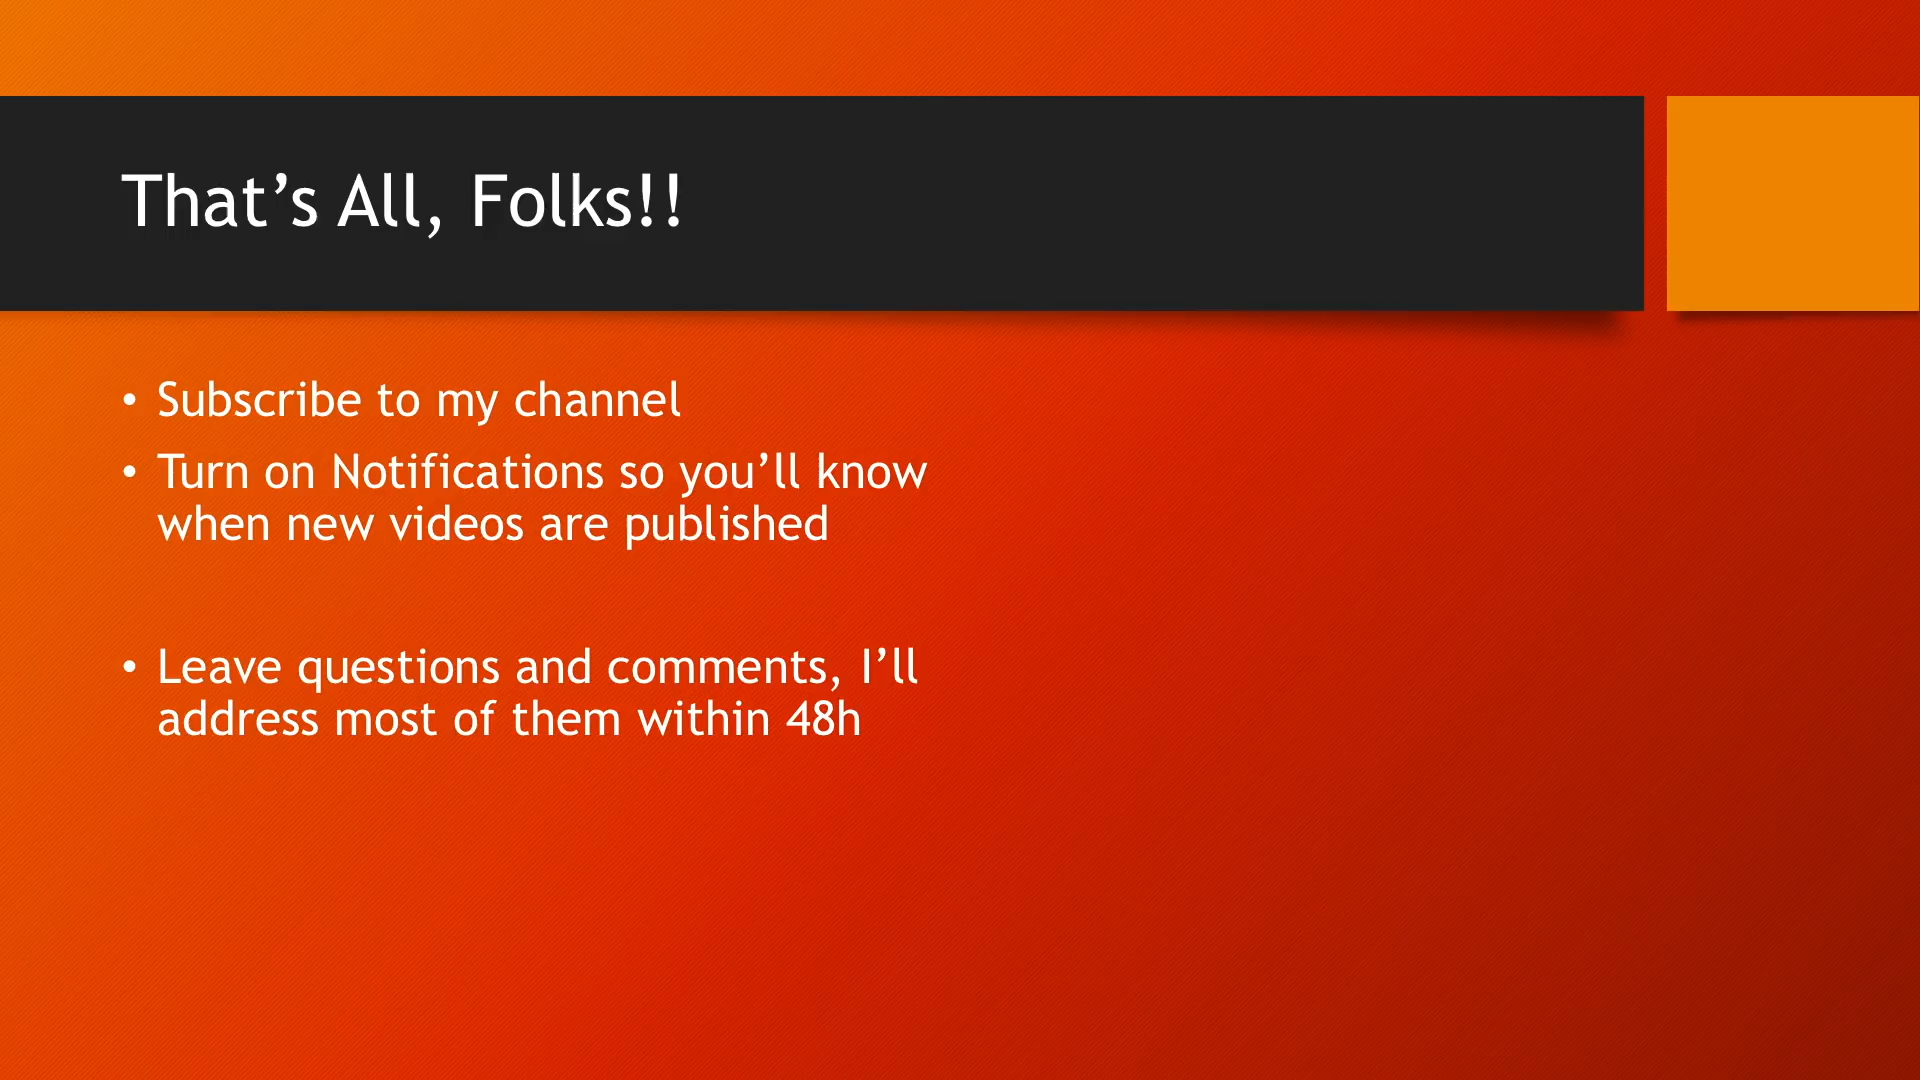 That’s All, Folks!!
• Subscribe to my channel
• Turn on Notifications so you’ll know
when new videos are published
• Leave questions and comments, I’ll
address most of them within 48h